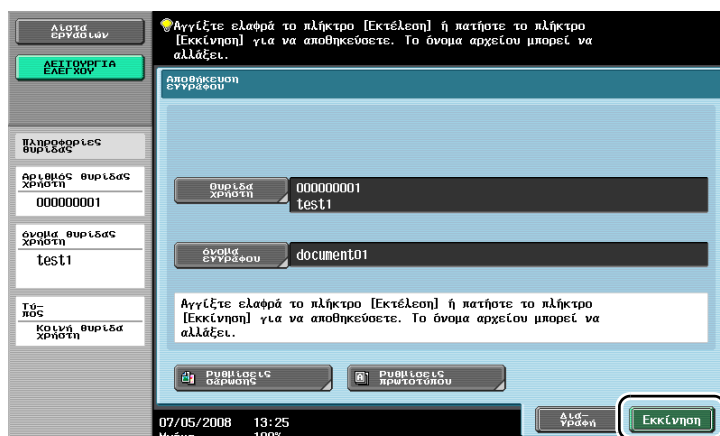 Λίστα
εργασιών
ΛΕΙΤΟΥΡΓΙΑ
ΕΛΕΓΧΟΥ
Πληροφορίες
θυρίδας
Αριθμός θυρίδας
χρήστη
000000001
όνομα θυρίδας
χρήστη
test1
Τύ-
πος
Κοινή θυρίδα
χρήστη
Αγγίξτε ελαφρά το πλήκτρο [Εκτέλεση] ή πατήστε το πλήκτρο
[Εκκίνηση] για να αποθηκεύσετε. Το όνομα αρχείου μπορεί να
αλλάξει.
Αποθήκευση
εγγράφου
θυρίδα
χρήστη
000000001
test1
όνομα
εγγράφου
document01
Αγγίξτε ελαφρά το πλήκτρο [Εκτέλεση] ή πατήστε το πλήκτρο
[Εκκίνηση] για να αποθηκεύσετε. Το όνομα αρχείου μπορεί να
αλλάξει.
Ρυθμίσεις
σάρωσης
Ρυθμίσεις
πρωτοτύπου
07/05/2008 13:25
Μνήμη 100%
Δια-
γραφή
Εκκίνηση